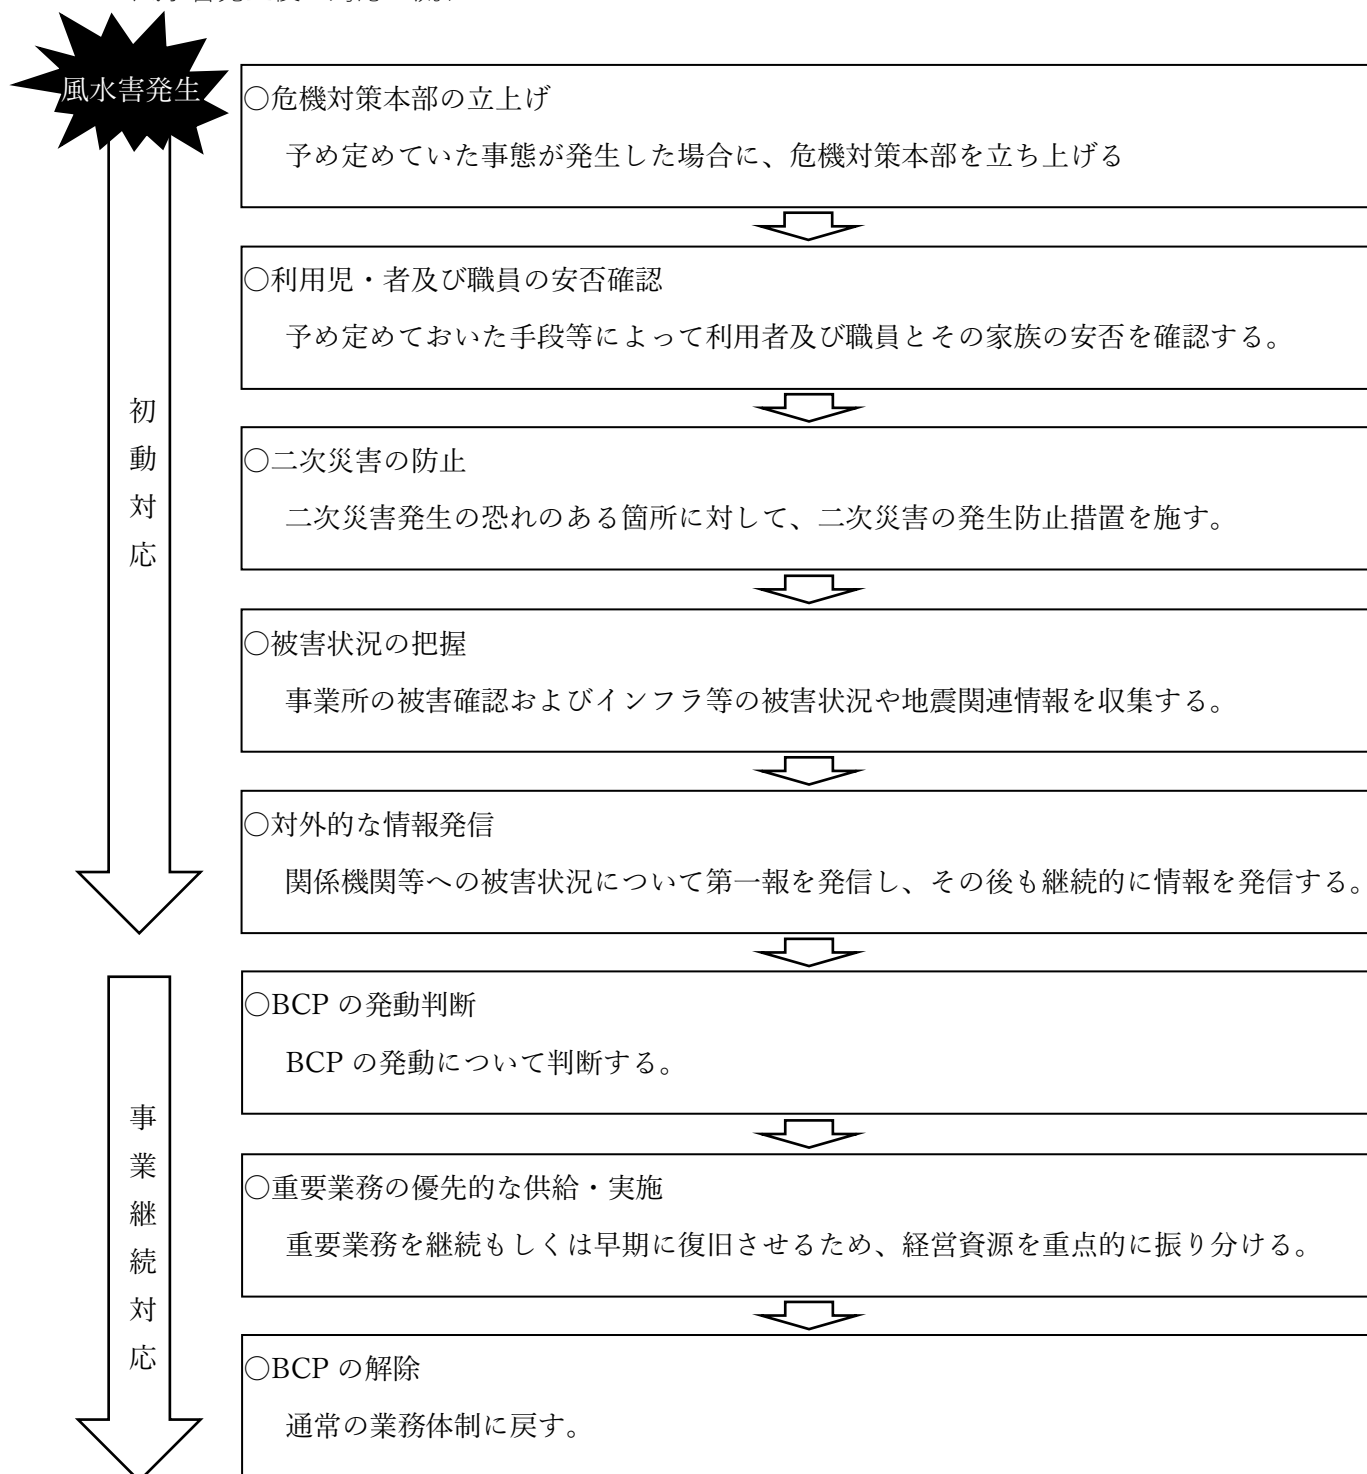 風水害発生
○危機対策本部の立上げ
予め定めていた事態が発生した場合に、危機対策本部を立ち上げる
○利用児・者及び職員の安否確認
予め定めておいた手段等によって利用者及び職員とその家族の安否を確認する。
○二次災害の防止
二次災害発生の恐れのある箇所に対して、二次災害の発生防止措置を施す。
○被害状況の把握
事業所の被害確認およびインフラ等の被害状況や地震関連情報を収集する。
○対外的な情報発信
関係機関等への被害状況について第一報を発信し、その後も継続的に情報を発信する。
初動対応
○BCP の発動判断
BCP の発動について判断する。
○重要業務の優先的な供給・実施
重要業務を継続もしくは早期に復旧させるため、経営資源を重点的に振り分ける。
○BCP の解除
通常の業務体制に戻す。
事業継続対応